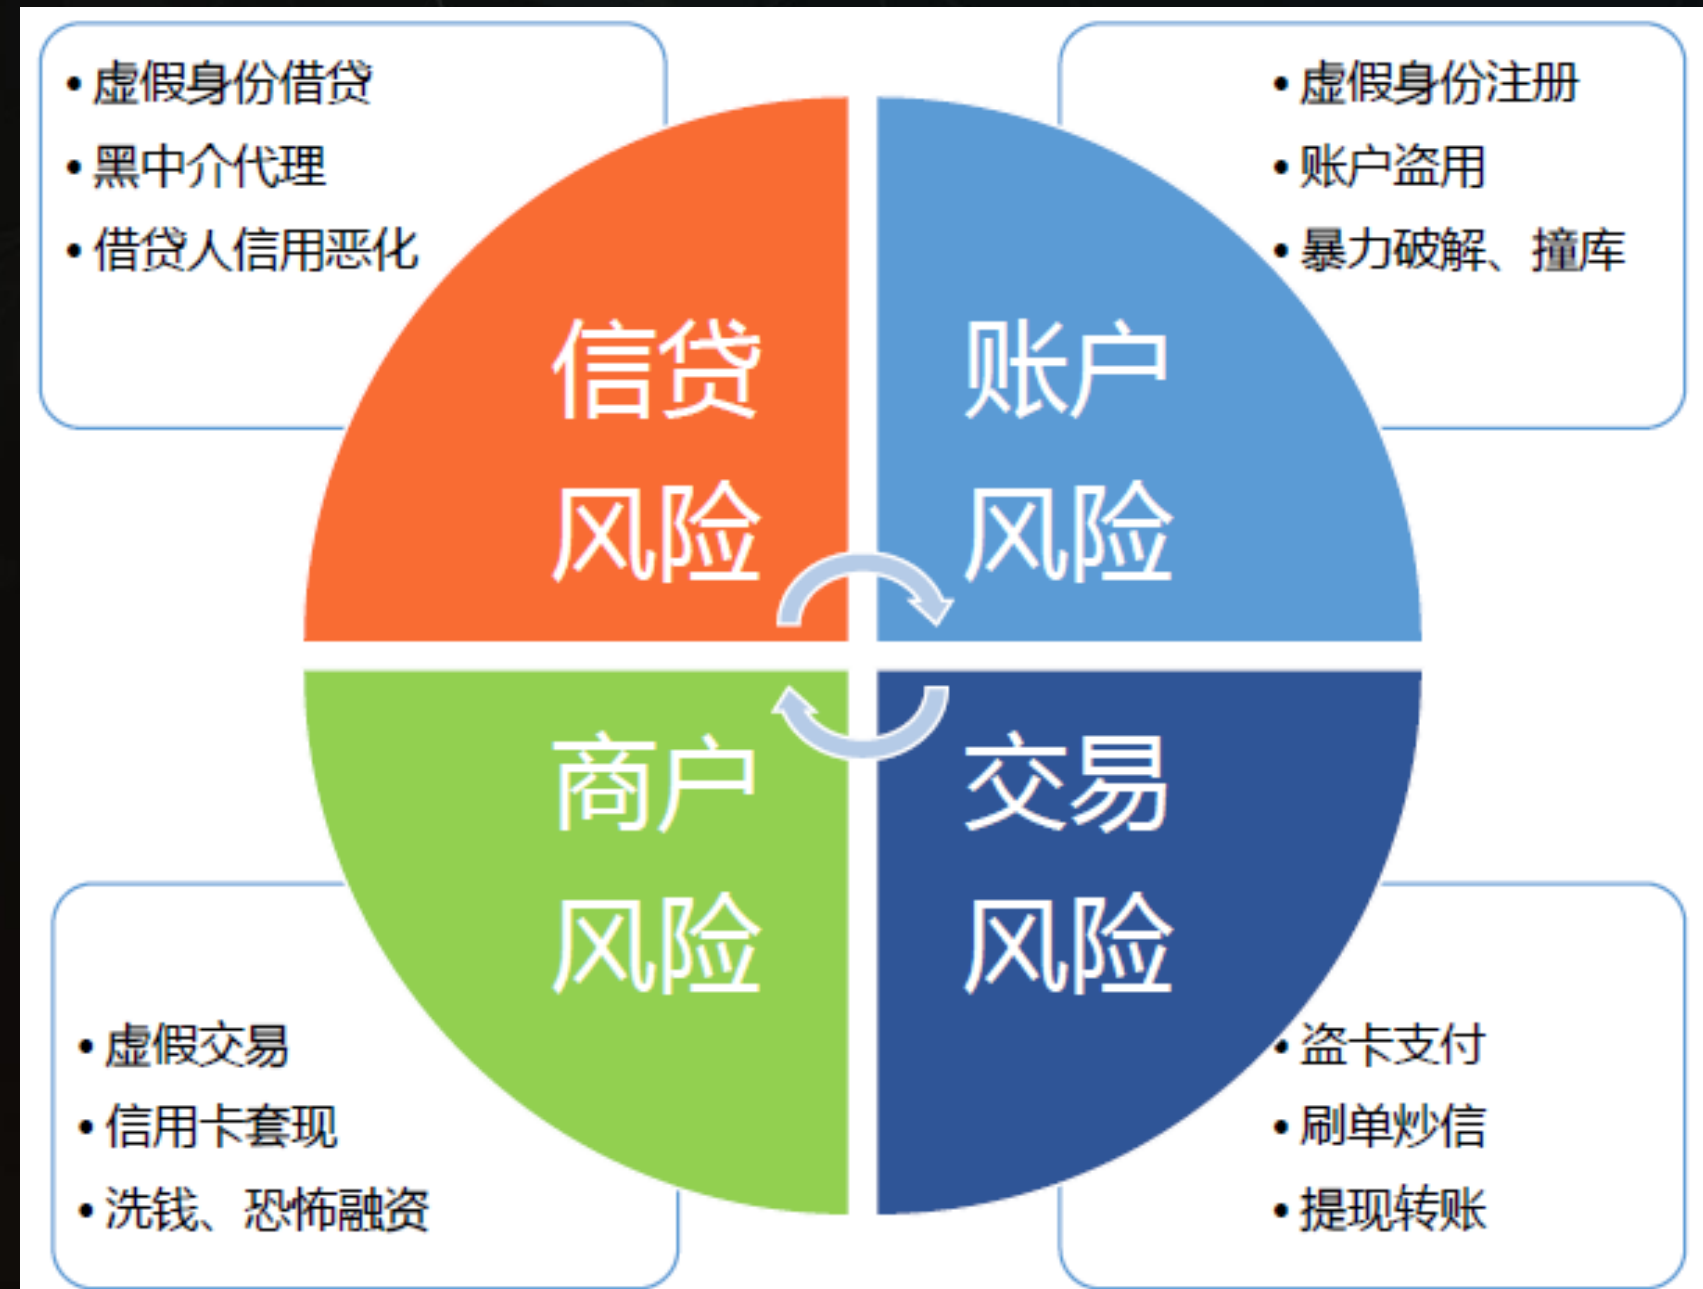 • 虚假身份借贷
• 黑中介代理
• 借贷人信用恶化
• 虚假身份注册
• 账户盗用
• 暴力破解、撞库
信贷
风险
账户
风险
商户
风险
交易
风险
• 虚假交易
• 信用卡套现
• 洗钱、恐怖融资
• 盗卡支付
• 刷单炒信
• 提现转账